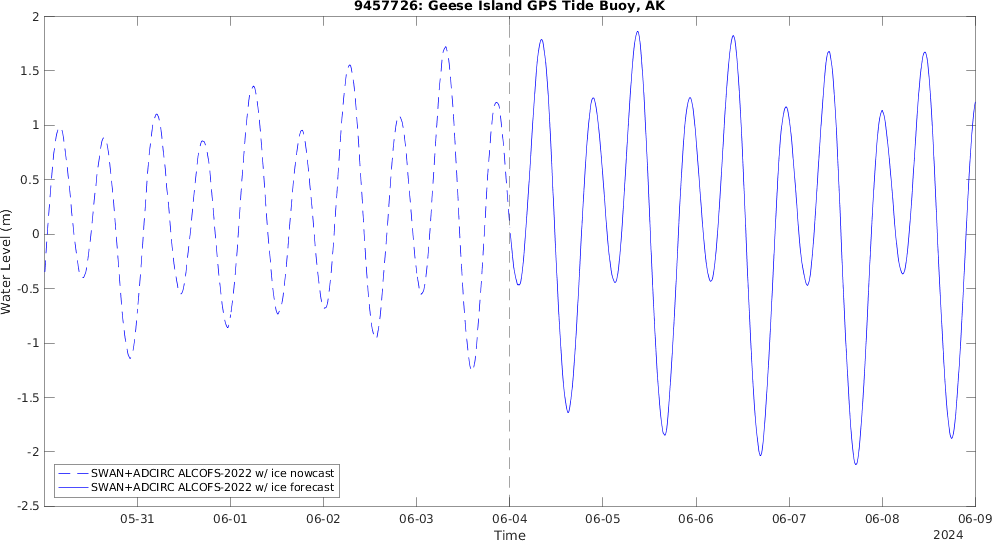 9457726: Geese Island GPS Tide Buoy, AK
2
1.5
1
0.5
0
-0.5
-1
-1.5
-2
-2.5
Water Level (m)
SWAN+ADCIRC ALCOFS-2022 w/ ice nowcast
SWAN+ADCIRC ALCOFS-2022 w/ ice forecast
05-31 06-01 06-02 06-03 06-04 06-05 06-06 06-07 06-08 06-09
Time
2024